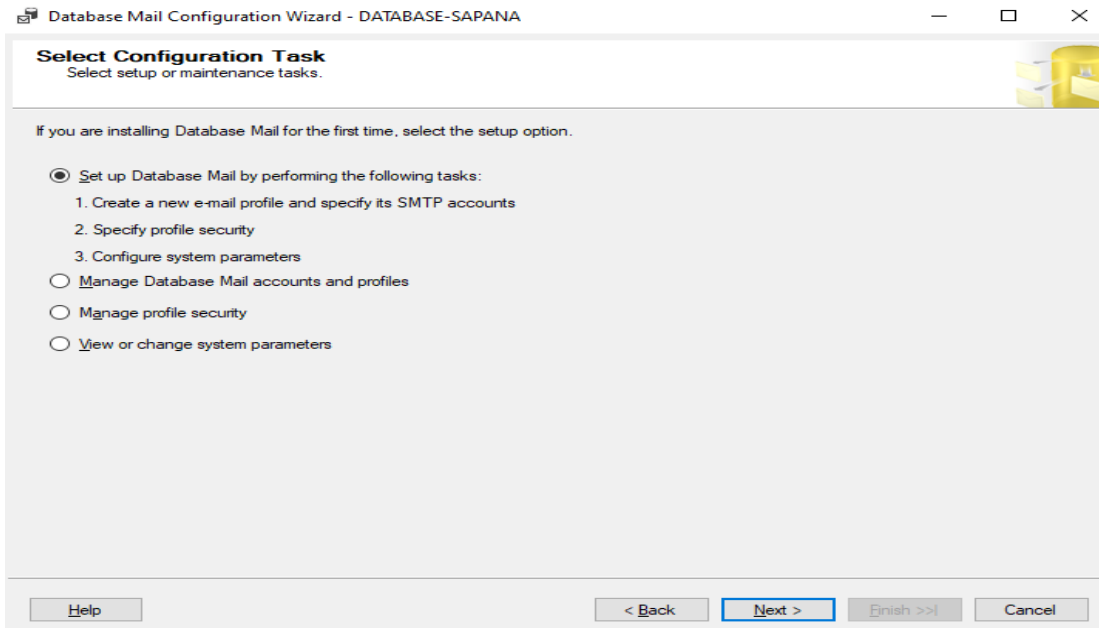 Database Mail Configuration Wizard - DATABASE-SAPANA
Select Configuration Task
Select setup or maintenance tasks.
If you are installing Database Mail for the first time, select the setup option.
Set up Database Mail by performing the following tasks:
1. Create a new e-mail profile and specify its SMTP accounts
2. Specify profile security
3. Configure system parameters
Manage Database Mail accounts and profiles
Manage profile security
View or change system parameters
Help
< Back
Next >
Finish >>|
Cancel